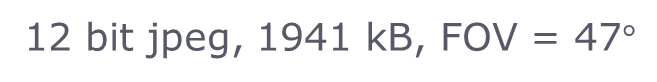 12 bit jpeg, 1941 kB, FOV = 47°